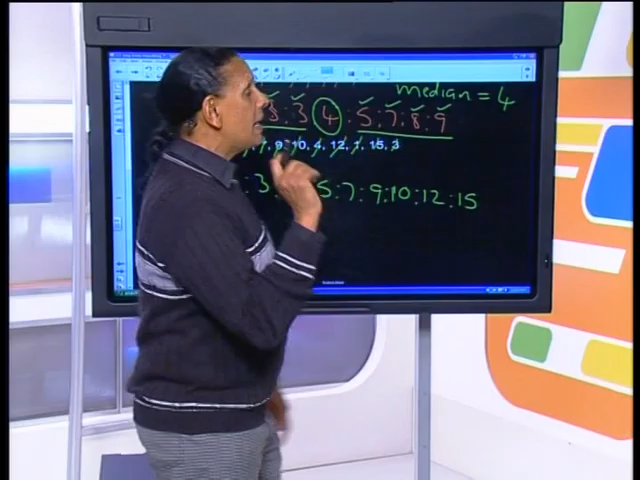 median = 4
3 : 3 (4) : 5 : 7 : 8 : 9
, 9, 10, 4, 12, 1, 15, 3
: 3 : 5 : 7 : 9 : 10 : 12 : 15